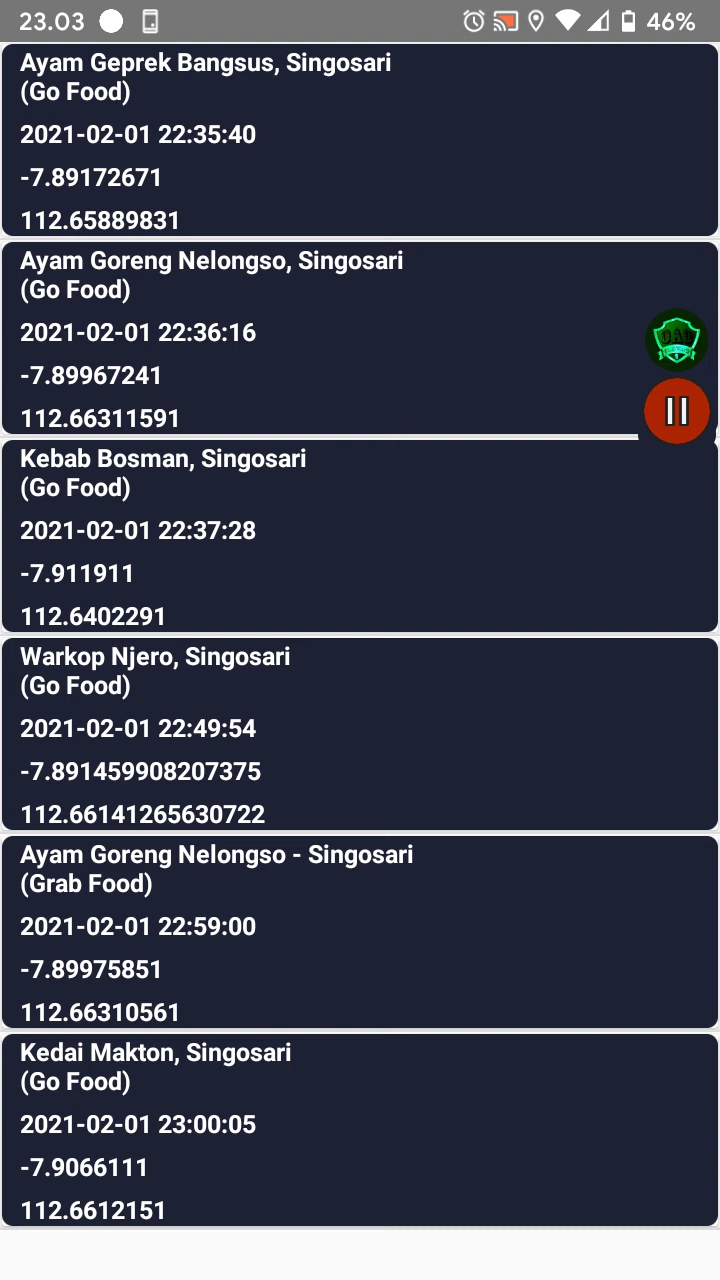 23.03
46%
Ayam Geprek Bangsus, Singosari
(Go Food)
2021-02-01 22:35:40
-7.89172671
112.65889831
Ayam Goreng Nelongso, Singosari
(Go Food)
2021-02-01 22:36:16
-7.89967241
112.66311591
Kebab Bosman, Singosari
(Go Food)
2021-02-01 22:37:28
-7.911911
112.6402291
Warkop Njero, Singosari
(Go Food)
2021-02-01 22:49:54
-7.891459908207375
112.66141265630722
Ayam Goreng Nelongso - Singosari
(Grab Food)
2021-02-01 22:59:00
-7.89975851
112.66310561
Kedai Makton, Singosari
(Go Food)
2021-02-01 23:00:05
-7.9066111
112.6612151